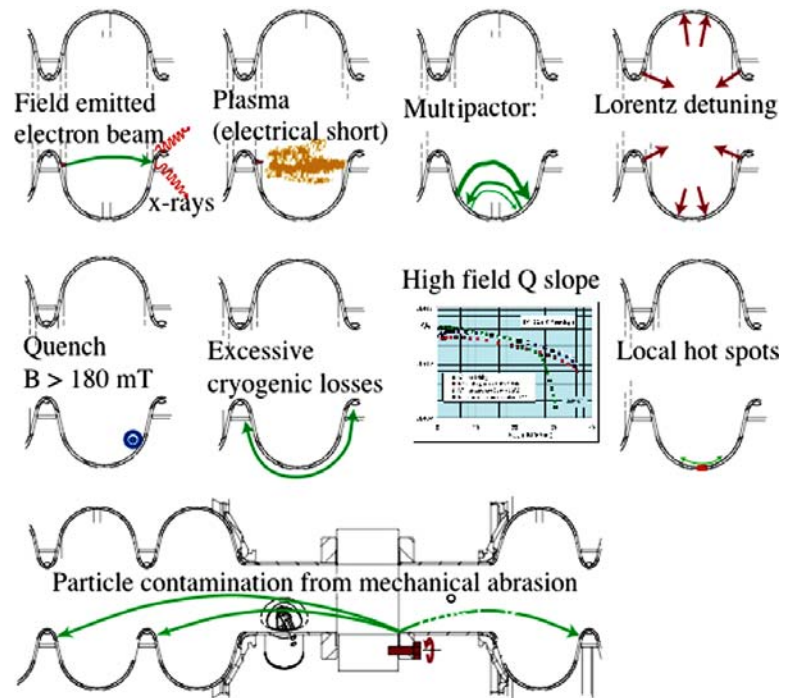 Field emitted
electron beam
x-rays
Plasma
(electrical short)
Multipactor:
Lorentz detuning
Quench
B > 180 mT
Excessive
cryogenic losses
High field Q slope
Local hot spots
Particle contamination from mechanical abrasion